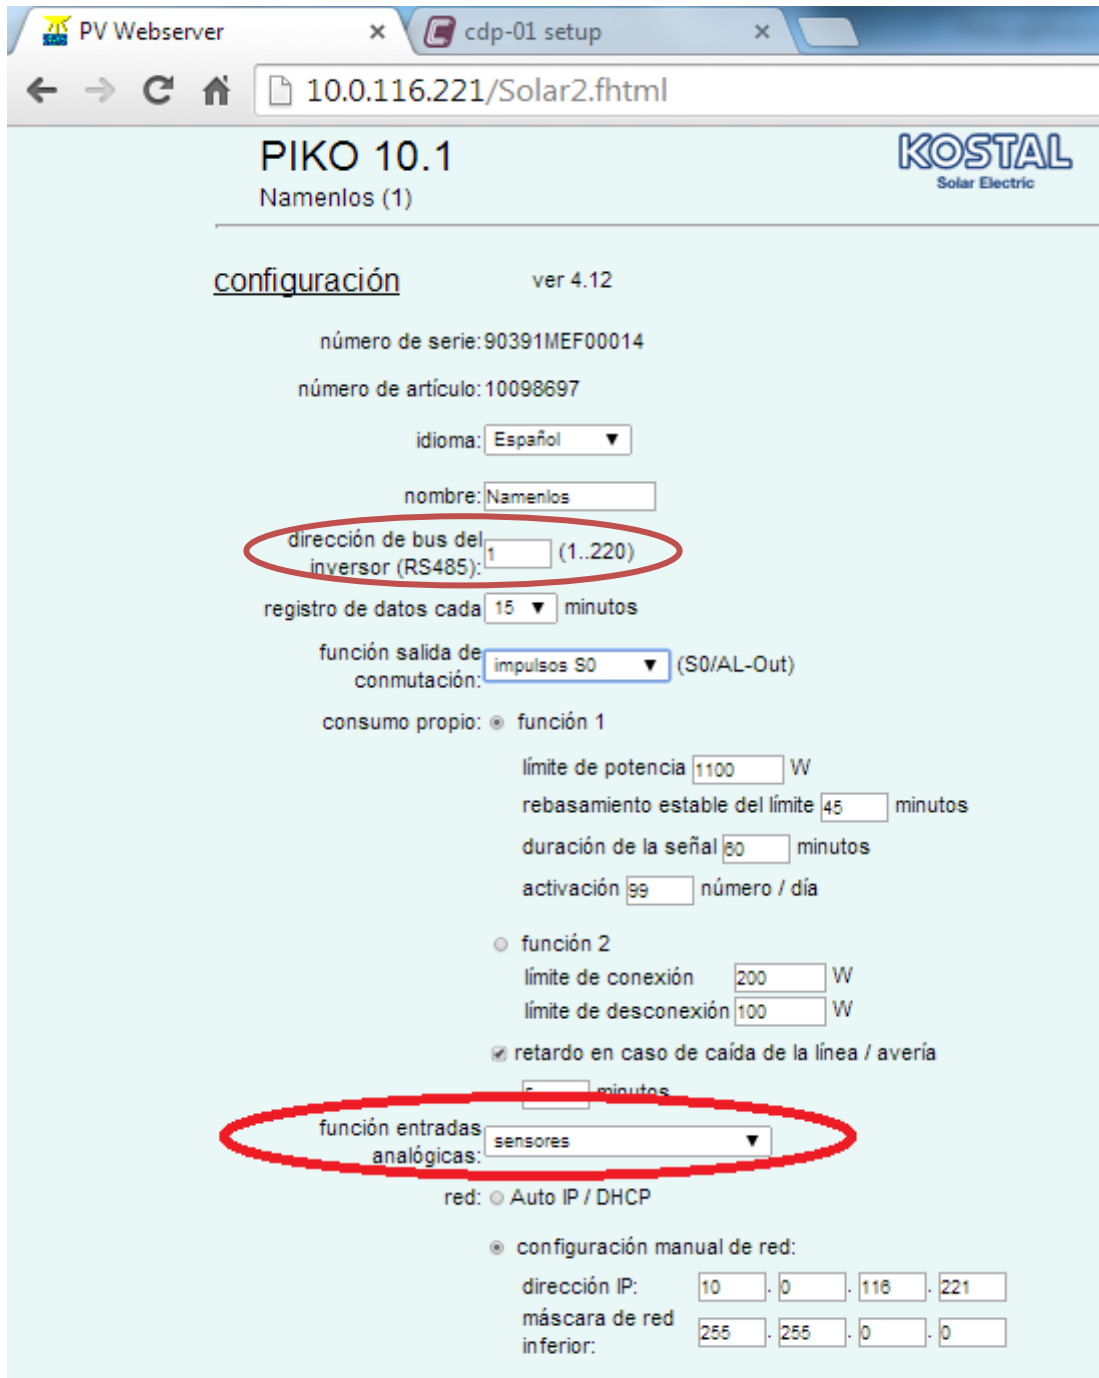 PV Webserver
cdp-01 setup
10.0.116.221/Solar2.fhtml
PIKO 10.1
KOSTAL
Solar Electric
Namenlos (1)
configuración ver 4.12
número de serie: 90391MEF00014
número de artículo: 10098697
idioma: Español
nombre: Namenlos
dirección de bus del
inversor (RS485): 1 (1..220)
registro de datos cada 15 minutos
función salida de
conmutación: impulsos S0 (S0/AL-Out)
consumo propio: función 1
límite de potencia 1100 W
rebasamiento estable del límite 45 minutos
duración de la señal 60 minutos
activación 99 número / día
función 2
límite de conexión 200 W
límite de desconexión 100 W
retardo en caso de caída de la línea / avería
minutos
función entradas
analógicas: sensores
red: Auto IP / DHCP
configuración manual de red:
dirección IP: 10 . 0 . 116 . 221
máscara de red
inferior: 255 . 255 . 0 . 0